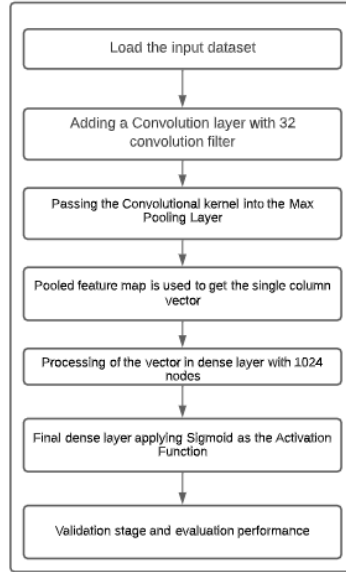 Load the input dataset
Adding a Convolution layer with 32
convolution filter
Passing the Convolutional kernel into the Max
Pooling Layer
Pooled feature map is used to get the single column
vector
Processing of the vector in dense layer with 1024
nodes
Final dense layer applying Sigmoid as the Activation
Function
Validation stage and evaluation performance